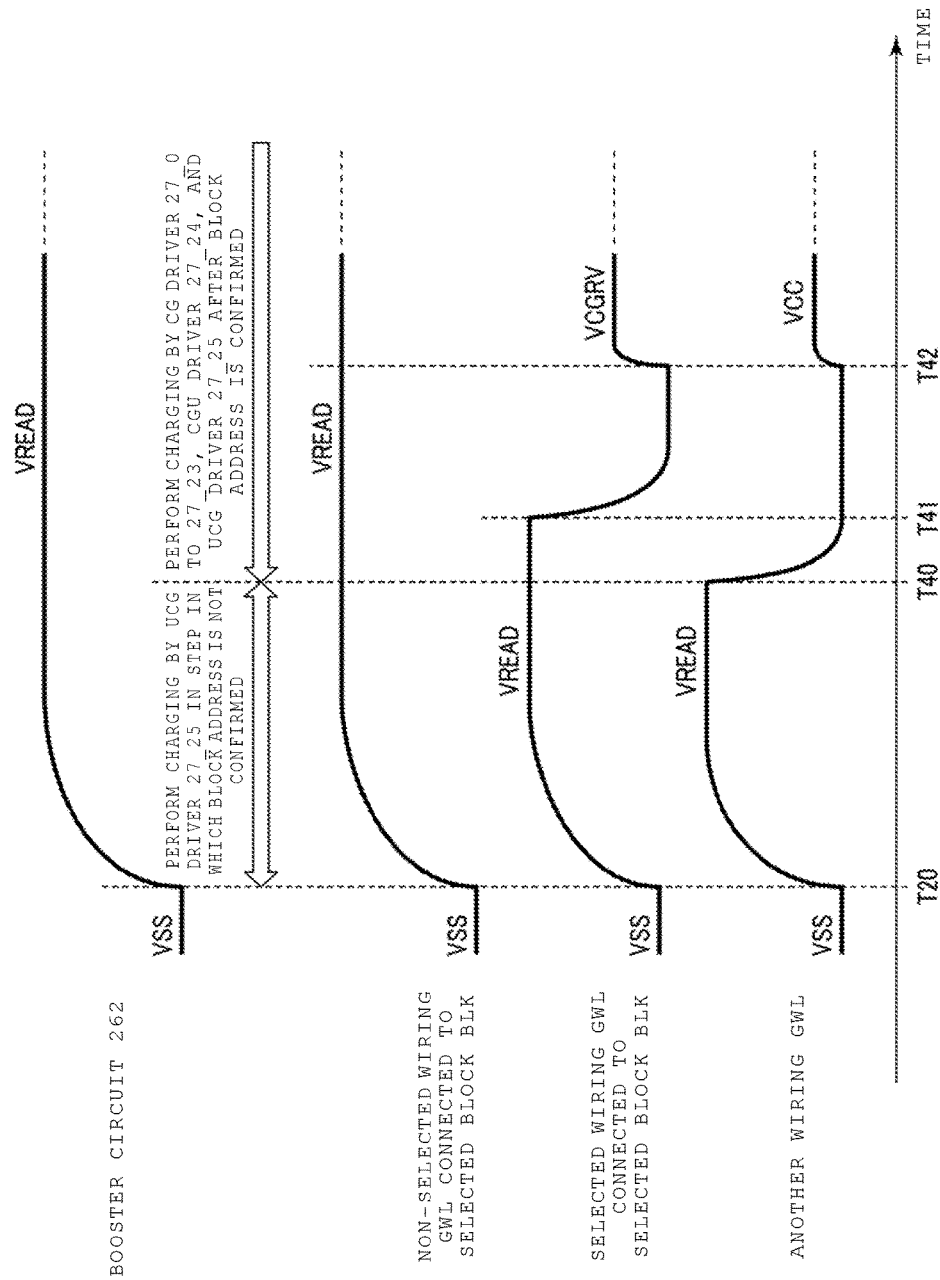 BOOSTER CIRCUIT 262
VSS
VREAD
PERFORM CHARGING BY UCG
DRIVER 27_25 IN STEP IN
WHICH BLOCK ADDRESS IS NOT
CONFIRMED
PERFORM CHARGING BY CG DRIVER 27_0
TO 27_23, CGU DRIVER 27_24, AND
UCG DRIVER 27_25 AFTER BLOCK
ADDRESS IS CONFIRMED
NON-SELECTED WIRING
GWL CONNECTED TO
SELECTED BLOCK BLK
VSS
VREAD
SELECTED WIRING GWL
CONNECTED TO
SELECTED BLOCK BLK
VSS
VREAD
VCGRV
ANOTHER WIRING GWL
VSS
VREAD
VCC
T20
T40
T41
T42
TIME